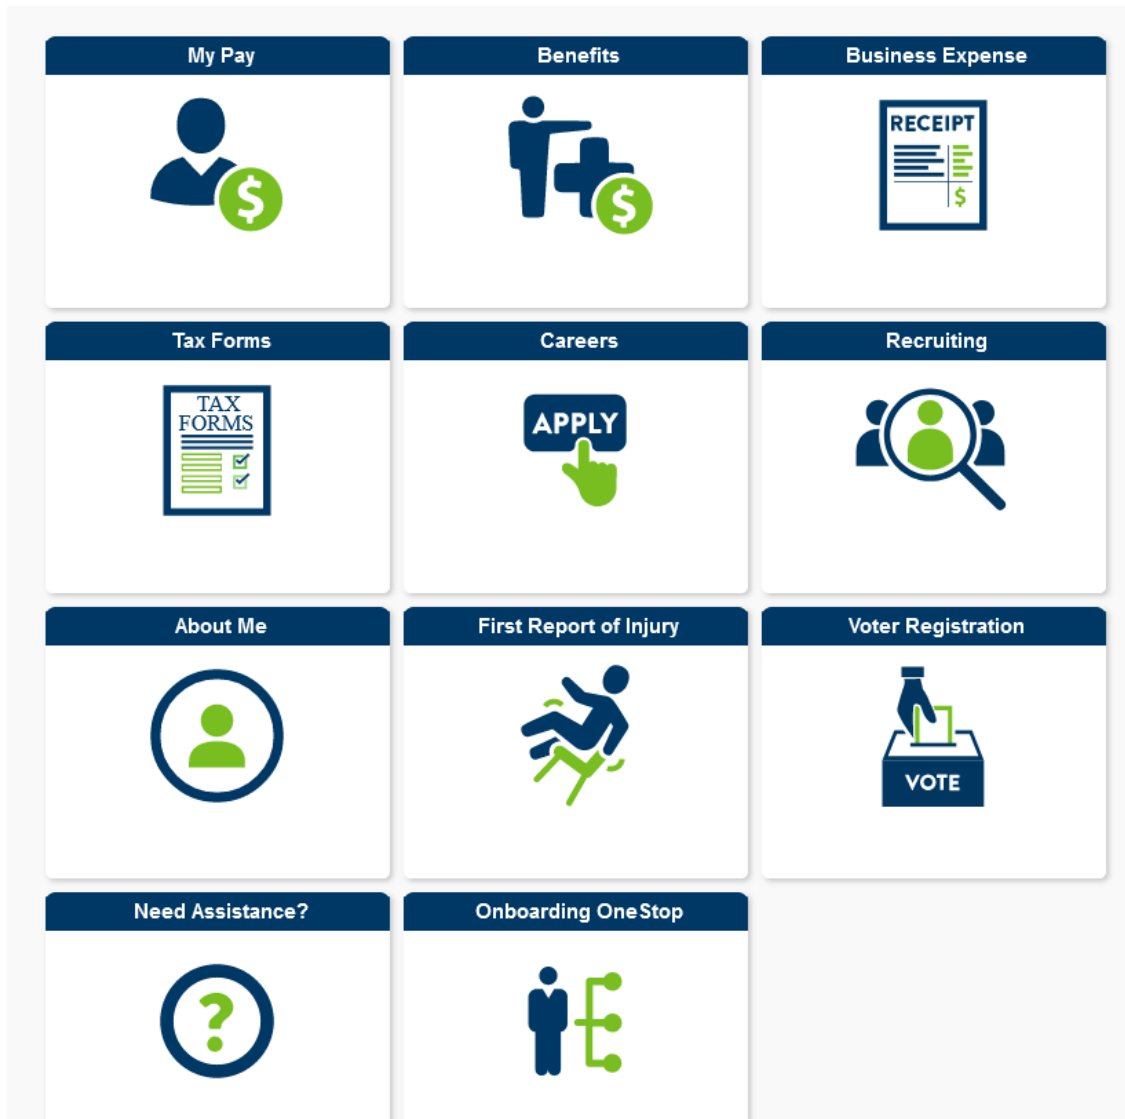 My Pay
Benefits
Business Expense
$
$
RECEIPT
$
Tax Forms
Careers
Recruiting
TAX
FORMS
APPLY
About Me
First Report of Injury
Voter Registration
VOTE
Need Assistance?
Onboarding OneStop
?